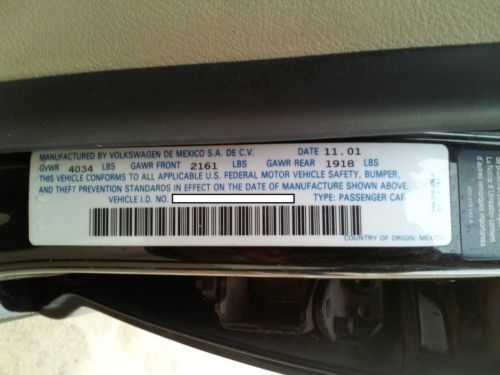 MANUFACTURED BY VOLKSWAGEN DE MEXICO S.A. DE C.V. DATE 11.01
GVWR 4034 LBS GAWR FRONT 2161 LBS GAWR REAR 1918 LBS
THIS VEHICLE CONFORMS TO ALL APPLICABLE U.S. FEDERAL MOTOR VEHICLE SAFETY, BUMPER,
AND THEFT PREVENTION STANDARDS IN EFFECT ON THE DATE OF MANUFACTURE SHOWN ABOVE.
VEHICLE I.D. NO. TYPE: PASSENGER CAR
COUNTRY OF ORIGIN: MEXICO